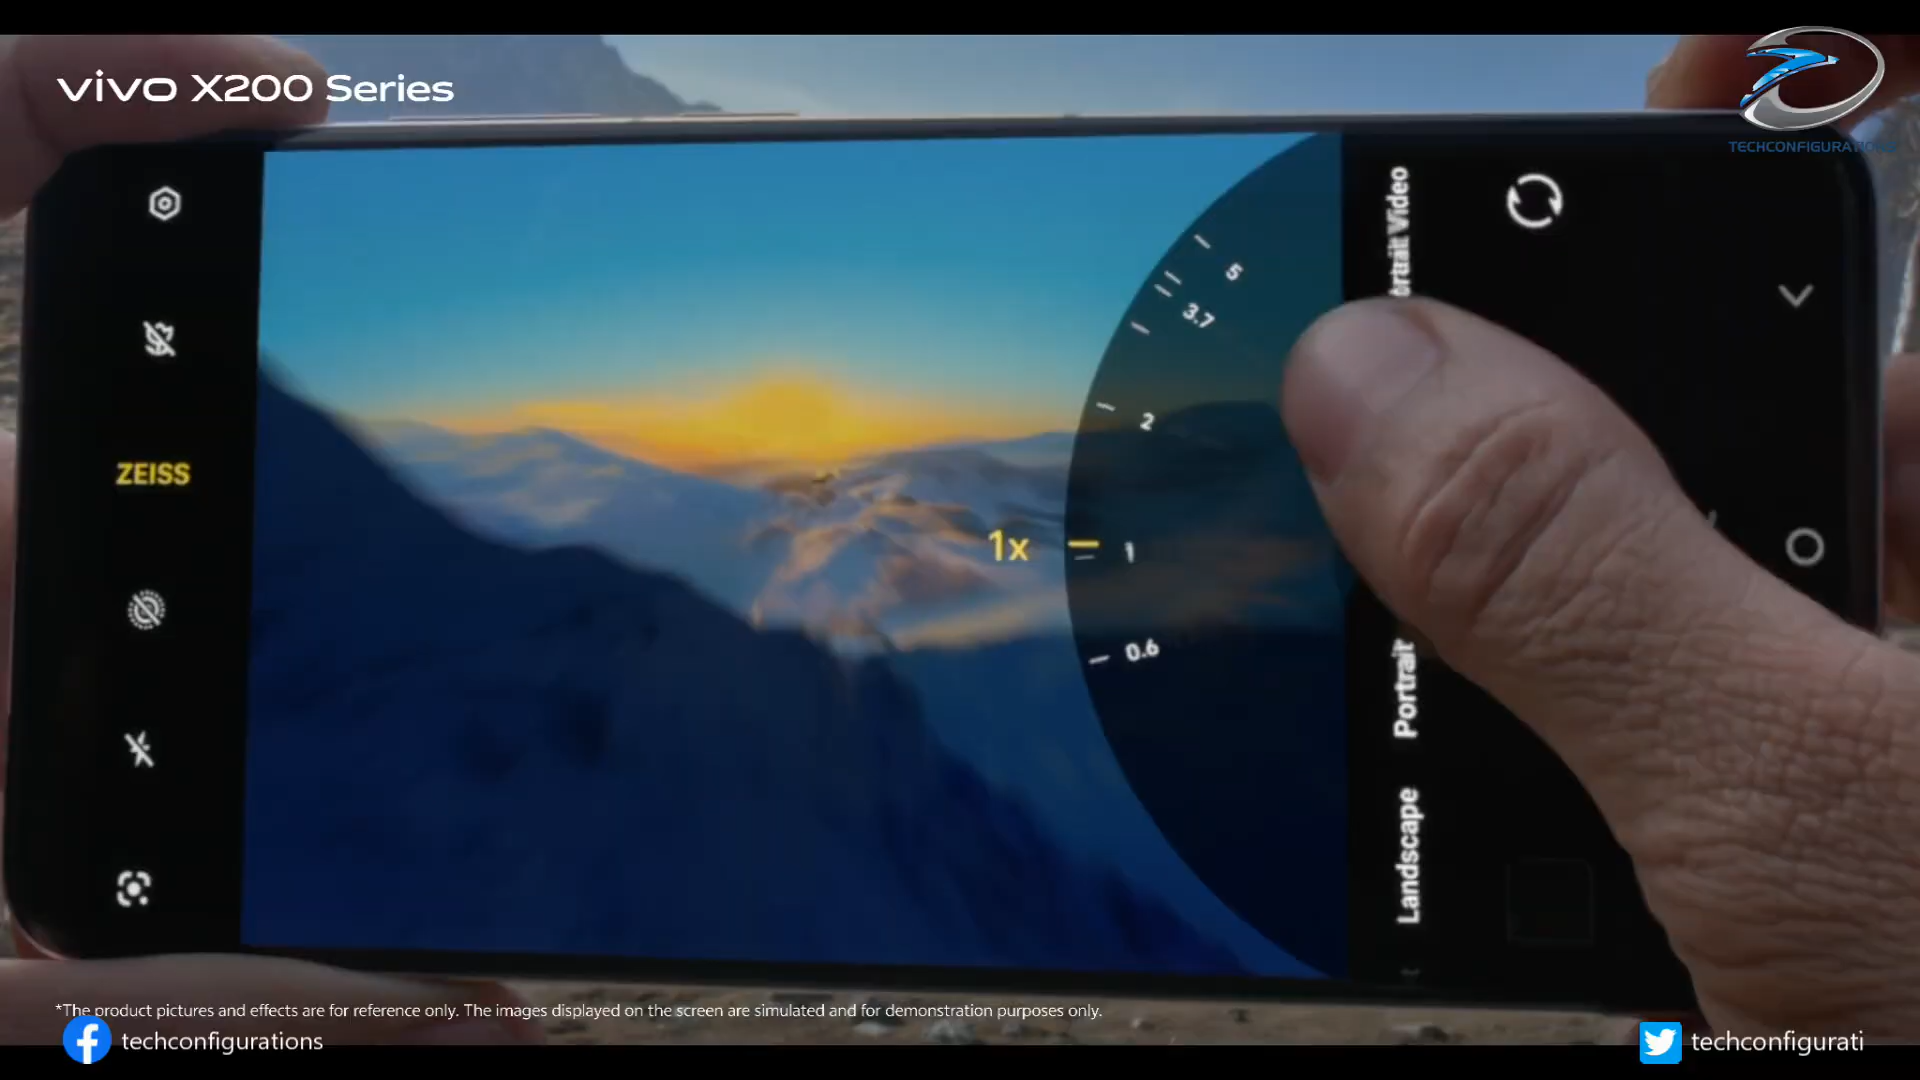 vivo X200 Series
TECHCONFIGURATIONS
ZEISS
5
3.7
2
1x
1
0.6
trait Video
Portrait
Landscape
*The product pictures and effects are for reference only. The images displayed on the screen are simulated and for demonstration purposes only.
techconfigurations
techconfigurati